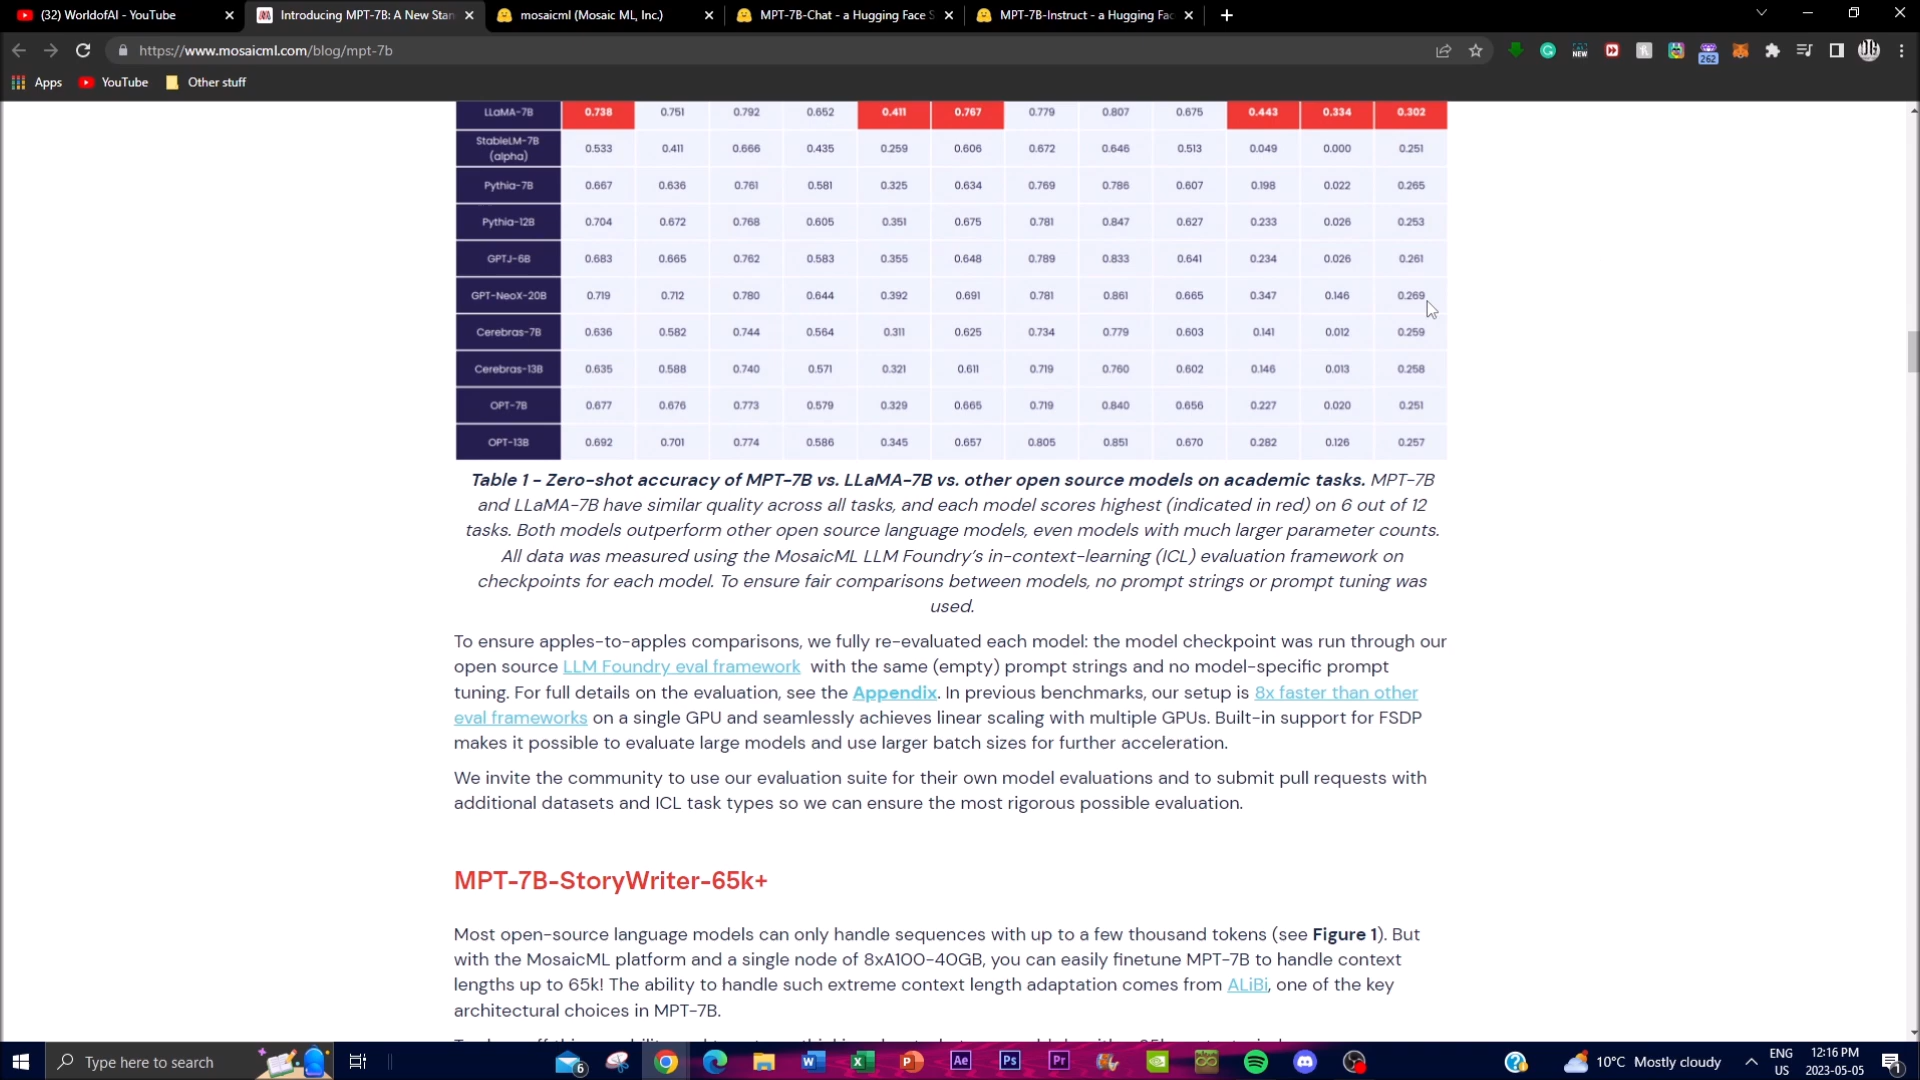 (32) WorldofAI - YouTube
Introducing MPT-7B: A New Stan
mosaicml (Mosaic ML, Inc.)
MPT-7B-Chat - a Hugging Face S
MPT-7B-Instruct - a Hugging Fac
https://www.mosaicml.com/blog/mpt-7b
NEW
262
Apps
YouTube
Other stuff
LLaMA-7B 0.738 0.751 0.792 0.652 0.411 0.767 0.779 0.807 0.675 0.443 0.334 0.302
StableLM-7B
(alpha) 0.533 0.411 0.666 0.435 0.259 0.606 0.672 0.646 0.513 0.049 0.000 0.251
Pythia-7B 0.667 0.636 0.761 0.581 0.325 0.634 0.769 0.786 0.607 0.198 0.022 0.265
Pythia-12B 0.704 0.672 0.768 0.605 0.351 0.675 0.781 0.847 0.627 0.233 0.026 0.253
GPTJ-6B 0.683 0.665 0.762 0.583 0.355 0.648 0.789 0.833 0.641 0.234 0.026 0.261
GPT-NeoX-20B 0.719 0.712 0.780 0.644 0.392 0.691 0.781 0.861 0.665 0.347 0.146 0.269
Cerebras-7B 0.636 0.582 0.744 0.564 0.311 0.625 0.734 0.779 0.603 0.141 0.012 0.259
Cerebras-13B 0.635 0.588 0.740 0.571 0.321 0.611 0.719 0.760 0.602 0.146 0.013 0.258
OPT-7B 0.677 0.676 0.773 0.579 0.329 0.665 0.719 0.840 0.656 0.227 0.020 0.251
OPT-13B 0.692 0.701 0.774 0.586 0.345 0.657 0.805 0.851 0.670 0.282 0.126 0.257
Table 1 - Zero-shot accuracy of MPT-7B vs. LLaMA-7B vs. other open source models on academic tasks. MPT-7B
and LLaMA-7B have similar quality across all tasks, and each model scores highest (indicated in red) on 6 out of 12
tasks. Both models outperform other open source language models, even models with much larger parameter counts.
All data was measured using the MosaicML LLM Foundry's in-context-learning (ICL) evaluation framework on
checkpoints for each model. To ensure fair comparisons between models, no prompt strings or prompt tuning was
used.
To ensure apples-to-apples comparisons, we fully re-evaluated each model: the model checkpoint was run through our
open source LLM Foundry eval framework with the same (empty) prompt strings and no model-specific prompt
tuning. For full details on the evaluation, see the Appendix. In previous benchmarks, our setup is 8x faster than other
eval frameworks on a single GPU and seamlessly achieves linear scaling with multiple GPUs. Built-in support for FSDP
makes it possible to evaluate large models and use larger batch sizes for further acceleration.
We invite the community to use our evaluation suite for their own model evaluations and to submit pull requests with
additional datasets and ICL task types so we can ensure the most rigorous possible evaluation.
MPT-7B-StoryWriter-65k+
Most open-source language models can only handle sequences with up to a few thousand tokens (see Figure 1). But
with the MosaicML platform and a single node of 8xA100-40GB, you can easily finetune MPT-7B to handle context
lengths up to 65k! The ability to handle such extreme context length adaptation comes from ALiBi, one of the key
architectural choices in MPT-7B.
Type here to search
6
Ae
Ps
Pr
10°C Mostly cloudy
ENG
US
12:16 PM
2023-05-05
1